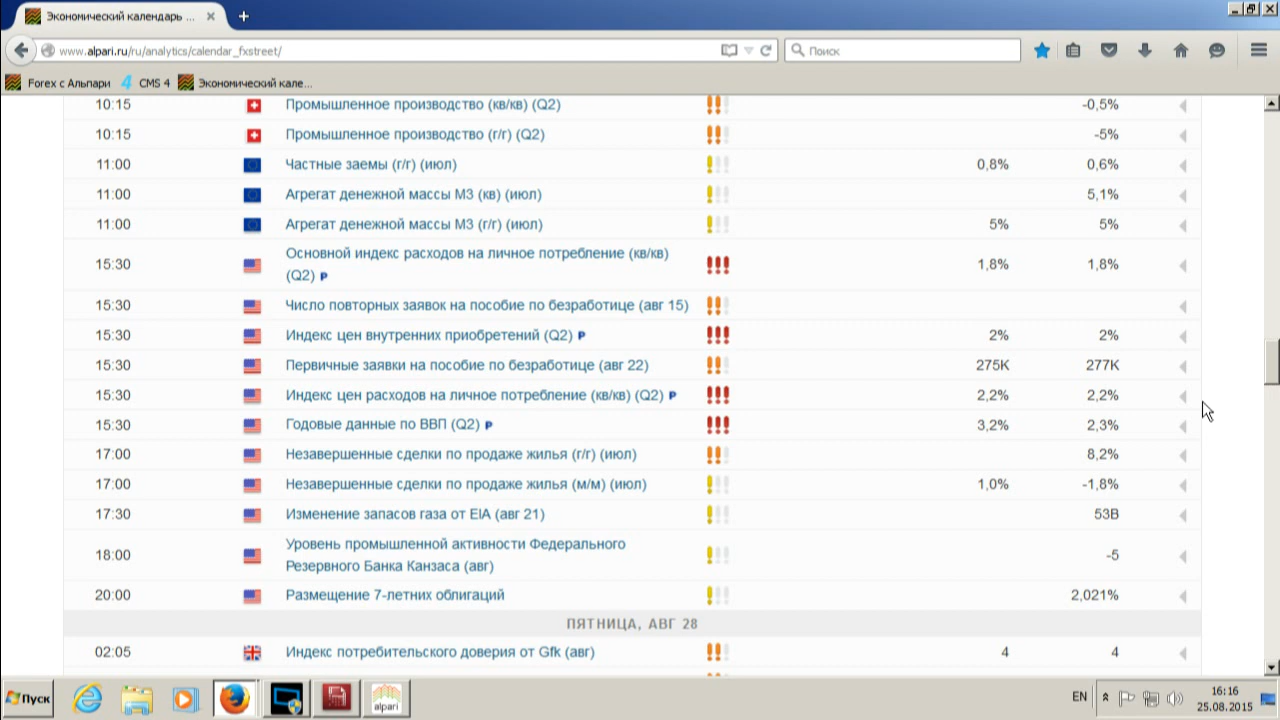 Экономический календарь ...
www.alpari.ru/ru/analytics/calendar_fxstreet/
Поиск
Forex с Альпари
CMS 4
Экономический кале...
10:15 Промышленное производство (кв/кв) (Q2) -0,5%
10:15 Промышленное производство (г/г) (Q2) -5%
11:00 Частные заемы (г/г) (июл) 0,8% 0,6%
11:00 Агрегат денежной массы М3 (кв) (июл) 5,1%
11:00 Агрегат денежной массы М3 (г/г) (июл) 5% 5%
15:30 Основной индекс расходов на личное потребление (кв/кв)
(Q2) P 1,8% 1,8%
15:30 Число повторных заявок на пособие по безработице (авг 15)
15:30 Индекс цен внутренних приобретений (Q2) P 2% 2%
15:30 Первичные заявки на пособие по безработице (авг 22) 275K 277K
15:30 Индекс цен расходов на личное потребление (кв/кв) (Q2) P 2,2% 2,2%
15:30 Годовые данные по ВВП (Q2) P 3,2% 2,3%
17:00 Незавершенные сделки по продаже жилья (г/г) (июл) 8,2%
17:00 Незавершенные сделки по продаже жилья (м/м) (июл) 1,0% -1,8%
17:30 Изменение запасов газа от EIA (авг 21) 53B
18:00 Уровень промышленной активности Федерального
Резервного Банка Канзаса (авг) -5
20:00 Размещение 7-летних облигаций 2,021%
ПЯТНИЦА, АВГ 28
02:05 Индекс потребительского доверия от Gfk (авг) 4 4
Пуск
alpari
EN
16:16
25.08.2015